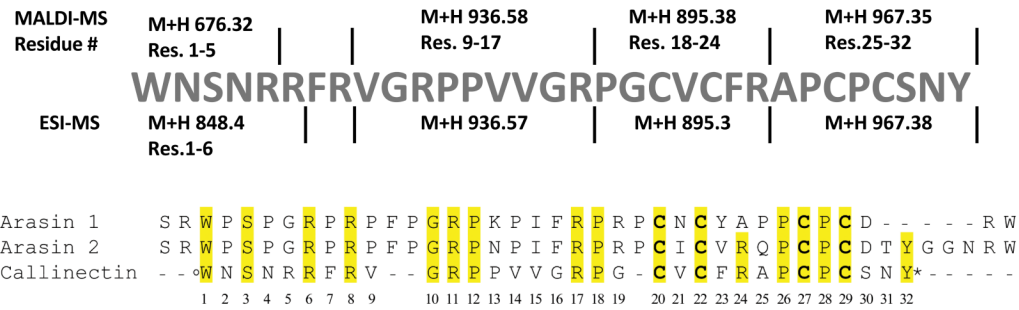 MALDI-MS M+H 676.32 M+H 936.58 M+H 895.38 M+H 967.35
Residue # Res. 1-5 Res. 9-17 Res. 18-24 Res.25-32
WNSNRRFRVGRPPVVGRPGCVCFRAPCPCSNY
ESI-MS M+H 848.4 M+H 936.57 M+H 895.3 M+H 967.38
Res.1-6
Arasin 1 S R W P S P G R P R P F P G R P K P I F R P R P C N C Y A P P C P C D - - - - - R W
Arasin 2 S R W P S P G R P R P F P G R P N P I F R P R P C I C V R Q P C P C D T Y G G N R W
Callinectin - - °W N S N R R F R V - - G R P P V V G R P G - C V C F R A P C P C S N Y * - - - - -
1 2 3 4 5 6 7 8 9 10 11 12 13 14 15 16 17 18 19 20 21 22 23 24 25 26 27 28 29 30 31 32